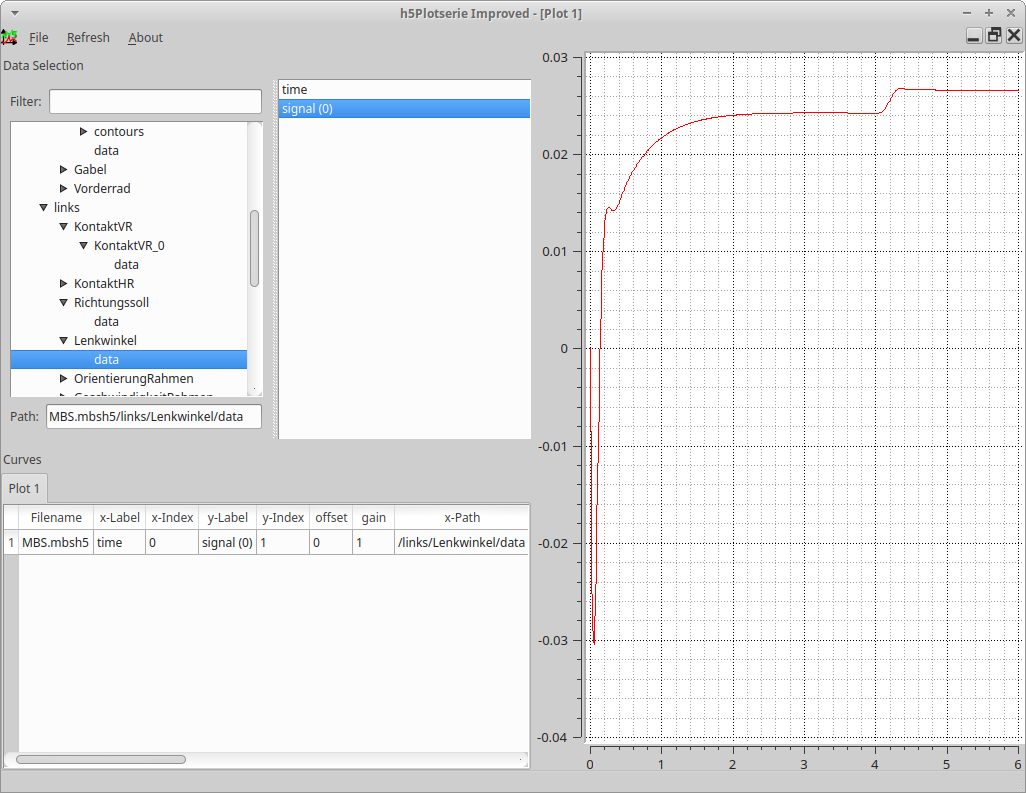 h5Plotserie Improved - [Plot 1]
File Refresh About
Data Selection
Filter:
contours
data
Gabel
Vorderrad
links
KontaktVR
KontaktVR_0
data
KontaktHR
Richtungssoll
data
Lenkwinkel
data
OrientierungRahmen
GeschwindigkeitRahmen
Path: MBS.mbsh5/links/Lenkwinkel/data
time
signal (0)
Curves
Plot 1
Filename x-Label x-Index y-Label y-Index offset gain x-Path
1 MBS.mbsh5 time 0 signal (0) 1 0 1 /links/Lenkwinkel/data
0.03
0.02
0.01
0
-0.01
-0.02
-0.03
-0.04
0 1 2 3 4 5 6